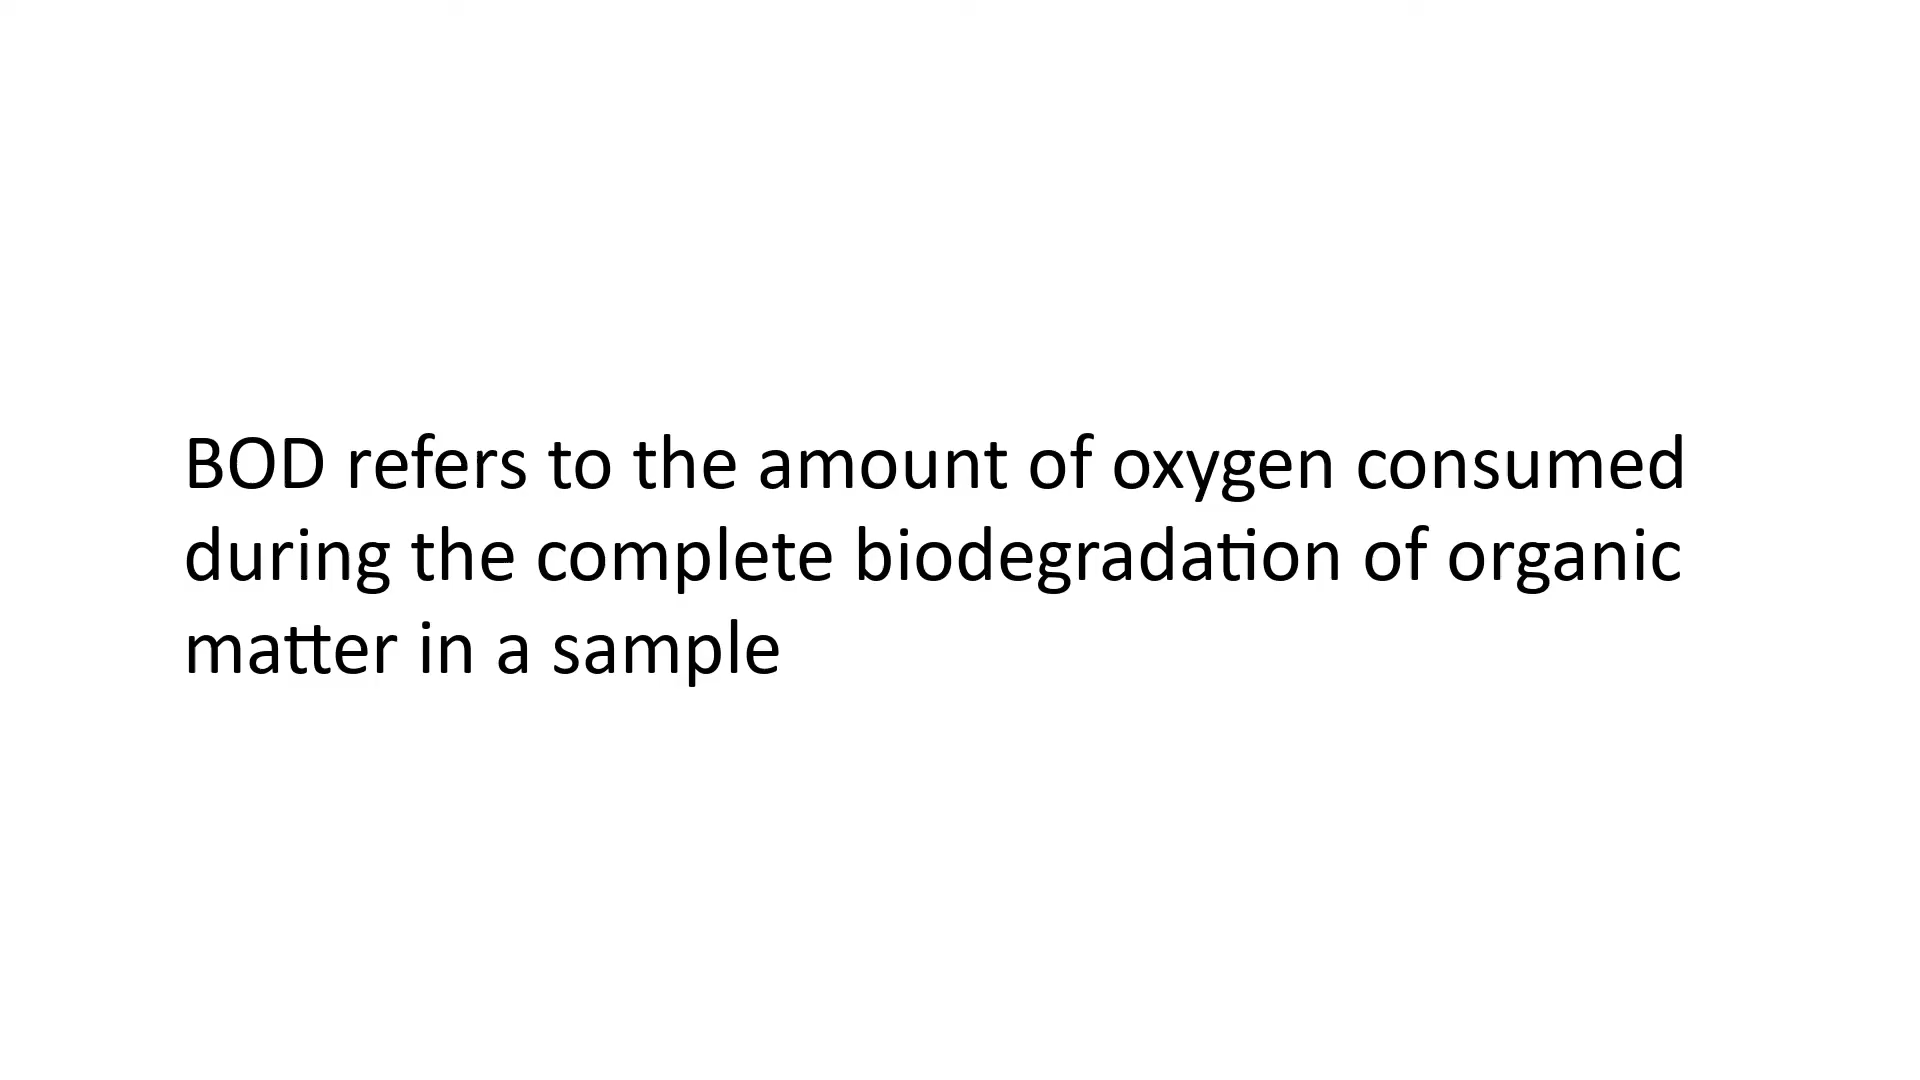 BOD refers to the amount of oxygen consumed
during the complete biodegradation of organic
matter in a sample